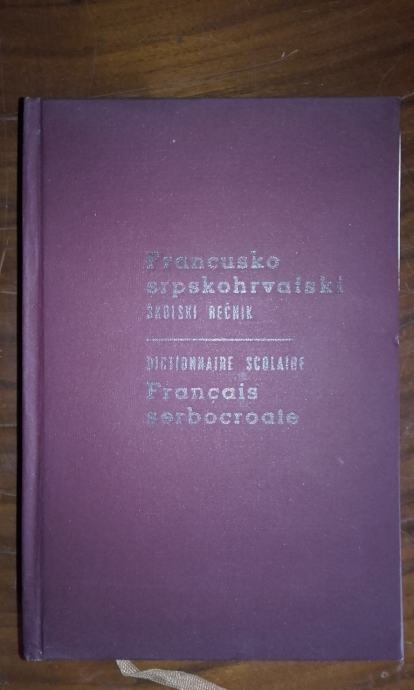 Francusko
srpskohrvatski
ŠKOLSKI REČNIK
DICTIONNAIRE SCOLAIRE
Français
serbocroate